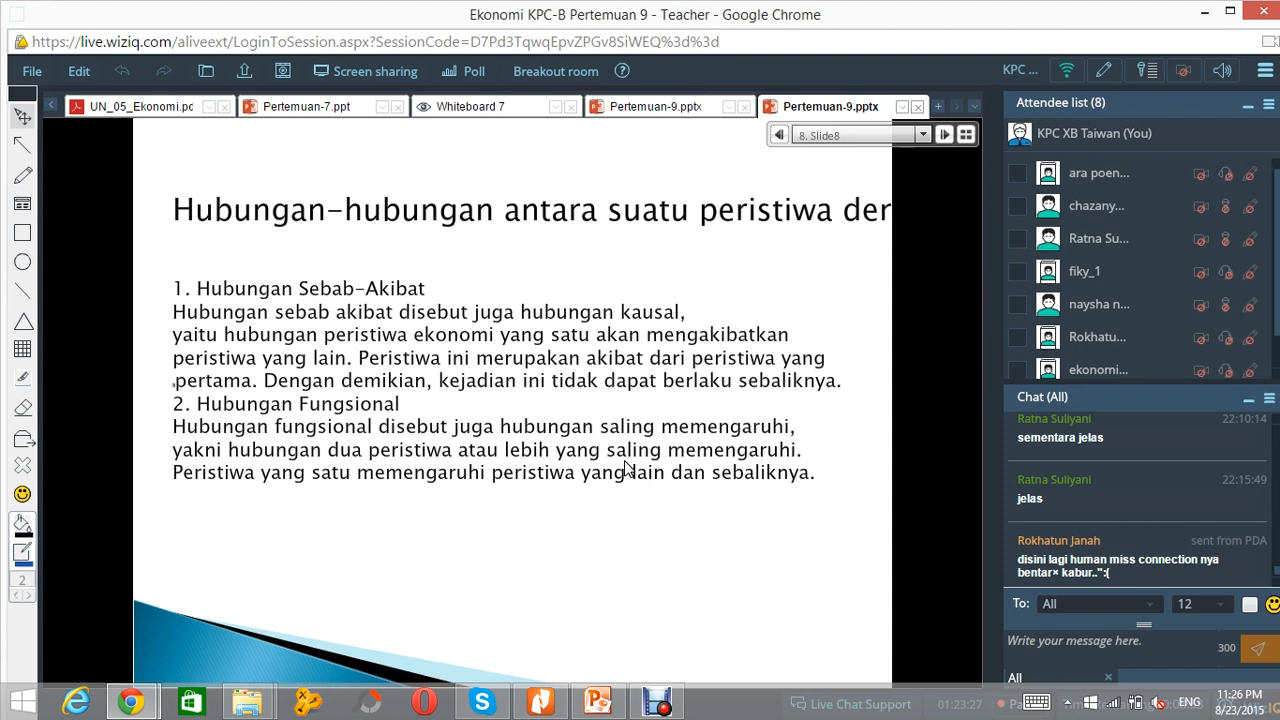 Ekonomi KPC-B Pertemuan 9 - Teacher - Google Chrome
https://live.wiziq.com/aliveext/LoginToSession.aspx?SessionCode=D7Pd3TqwqEpvZPGv8SiWEQ%3d%3d
File Edit Screen sharing Poll Breakout room KPC ...
UN_05_Ekonomi.pc Pertemuan-7.ppt Whiteboard 7 Pertemuan-9.pptx Pertemuan-9.pptx
8. Slide8
Hubungan-hubungan antara suatu peristiwa der
1. Hubungan Sebab-Akibat
Hubungan sebab akibat disebut juga hubungan kausal,
yaitu hubungan peristiwa ekonomi yang satu akan mengakibatkan
peristiwa yang lain. Peristiwa ini merupakan akibat dari peristiwa yang
pertama. Dengan demikian, kejadian ini tidak dapat berlaku sebaliknya.
2. Hubungan Fungsional
Hubungan fungsional disebut juga hubungan saling memengaruhi,
yakni hubungan dua peristiwa atau lebih yang saling memengaruhi.
Peristiwa yang satu memengaruhi peristiwa yang lain dan sebaliknya.
2
Attendee list (8)
KPC XB Taiwan (You)
ara poen...
chazany...
Ratna Su...
fiky_1
naysha n...
Rokhatu...
ekonomi...
Chat (All)
Ratna Suliyani 22:10:14
sementara jelas
Ratna Suliyani 22:15:49
jelas
Rokhatun Janah sent from PDA
disini lagi human miss connection nya
bentar× kabur..":(
To: All 12
Write your message here. 300
All
Live Chat Support 01:23:27
ENG
11:26 PM
8/23/2015